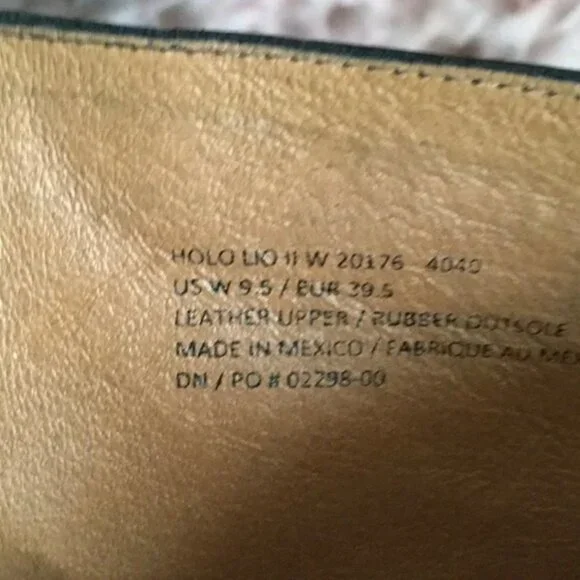 HOLO LIO II W 20176 4040
US W 9.5 / EUR 39.5
LEATHER UPPER / RUBBER OUTSOLE
MADE IN MEXICO / FABRIQUE AU MEX
DN / PO # 02298-00